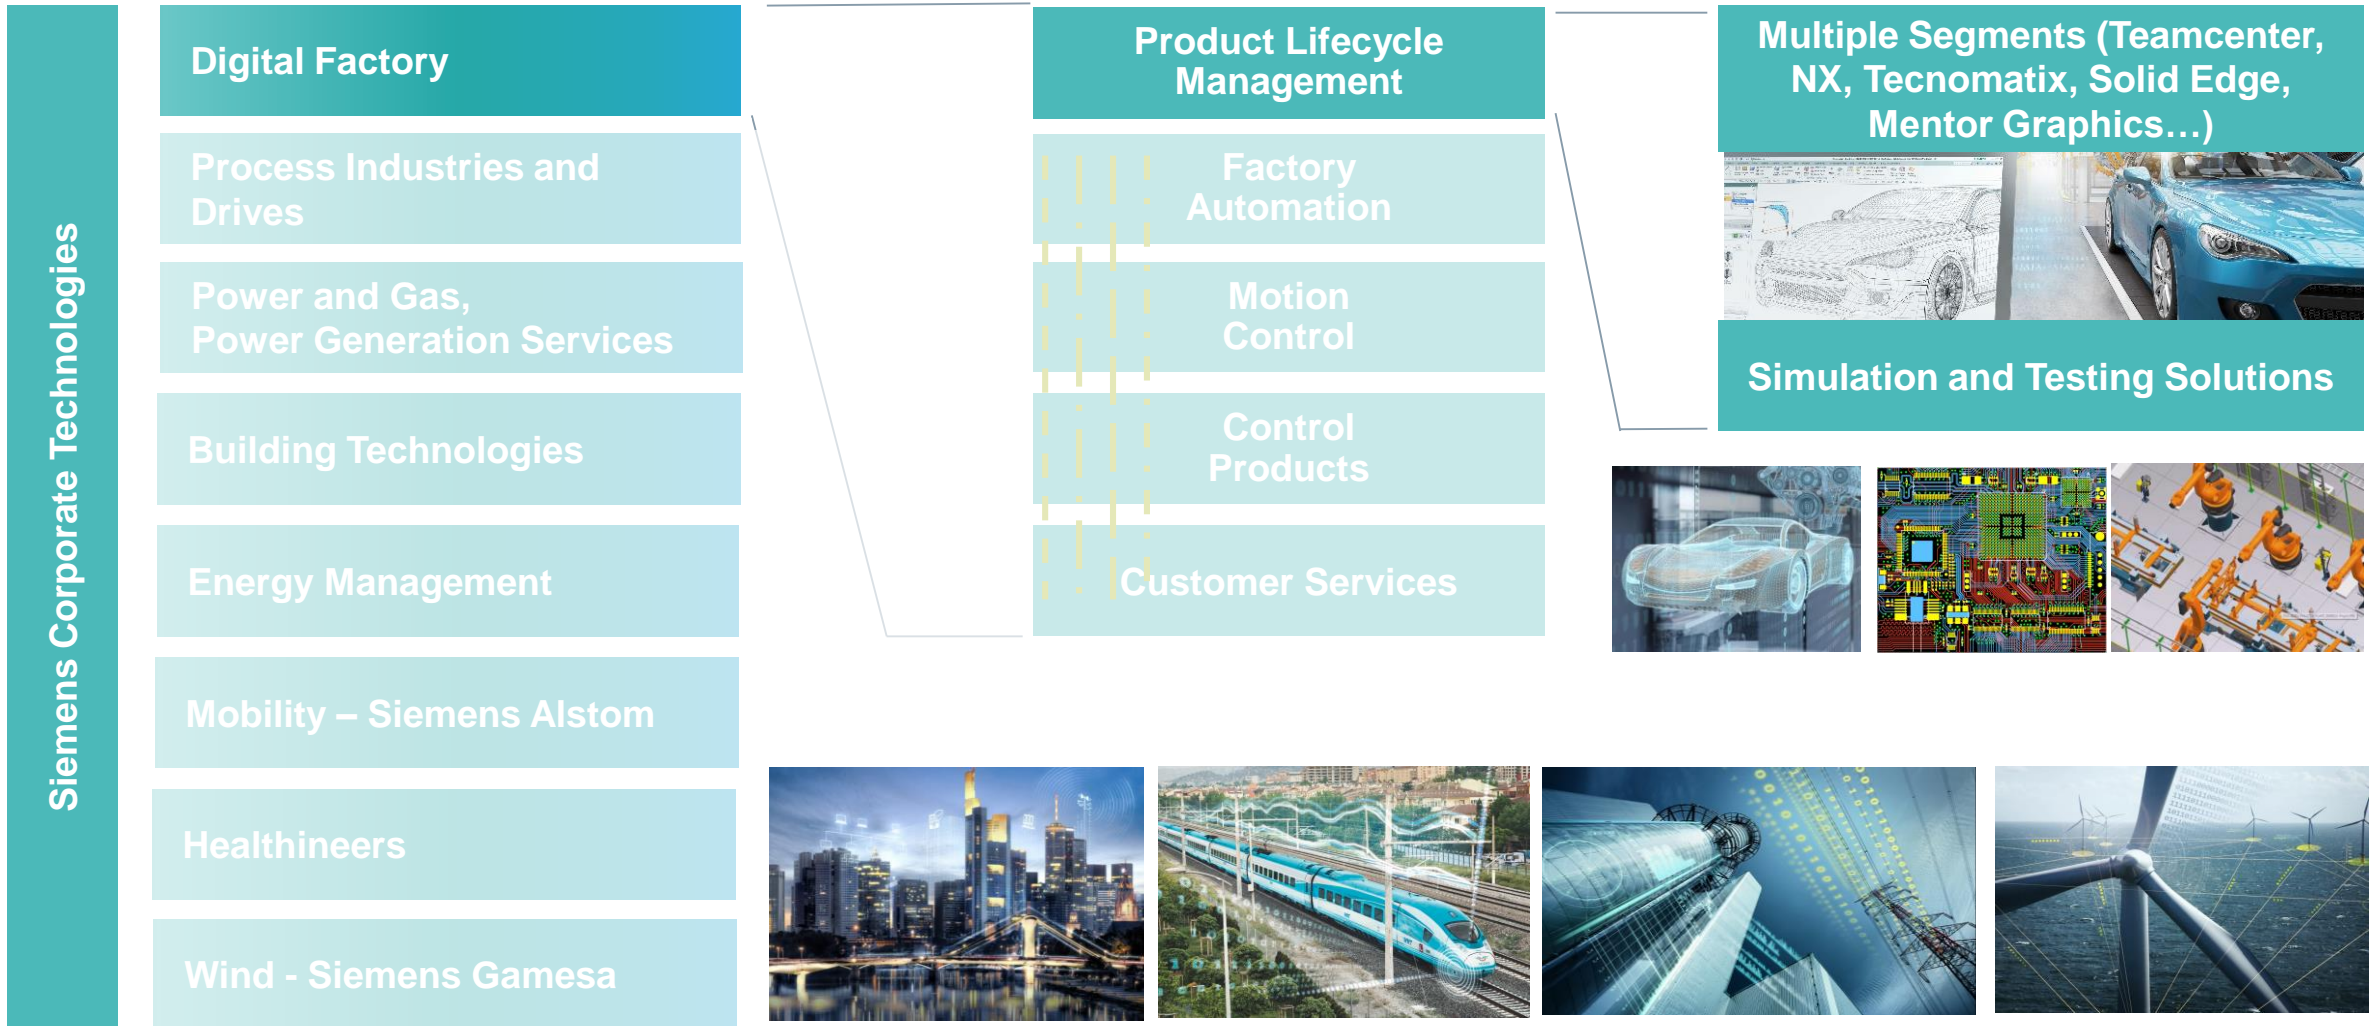 Siemens Corporate Technologies
Digital Factory
Process Industries and
Drives
Power and Gas,
Power Generation Services
Building Technologies
Energy Management
Mobility – Siemens Alstom
Healthineers
Wind - Siemens Gamesa
Product Lifecycle
Management
Factory
Automation
Motion
Control
Control
Products
Customer Services
Multiple Segments (Teamcenter,
NX, Tecnomatix, Solid Edge,
Mentor Graphics…)
Simulation and Testing Solutions